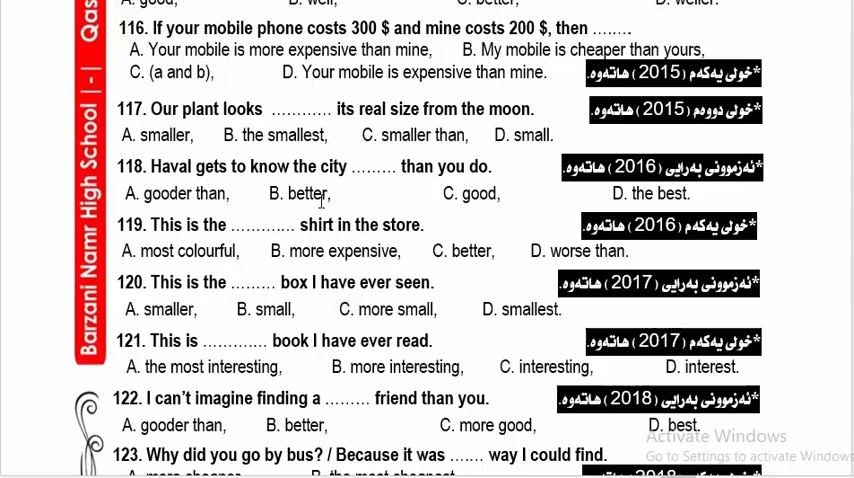 A. good, B. well, C. better, D. weller.
116. If your mobile phone costs 300 $ and mine costs 200 $, then ........
A. Your mobile is more expensive than mine, B. My mobile is cheaper than yours,
C. (a and b), D. Your mobile is expensive than mine. *خولی یەکەم (2015) هاتەوە.
117. Our plant looks ............ its real size from the moon. *خولی دووەم (2015) هاتەوە.
A. smaller, B. the smallest, C. smaller than, D. small.
118. Haval gets to know the city ......... than you do. *ئەزموونی بەرایی (2016) هاتەوە.
A. gooder than, B. better, C. good, D. the best.
119. This is the ............. shirt in the store. *خولی یەکەم (2016) هاتەوە.
A. most colourful, B. more expensive, C. better, D. worse than.
120. This is the ......... box I have ever seen. *ئەزموونی بەرایی (2017) هاتەوە.
A. smaller, B. small, C. more small, D. smallest.
121. This is ............. book I have ever read. *خولی یەکەم (2017) هاتەوە.
A. the most interesting, B. more interesting, C. interesting, D. interest.
122. I can't imagine finding a ......... friend than you. *ئەزموونی بەرایی (2018) هاتەوە.
A. gooder than, B. better, C. more good, D. best.
123. Why did you go by bus? / Because it was ....... way I could find.
Barzani Namr High School | - | Qas
Activate Windows
Go to Settings to activate Windows